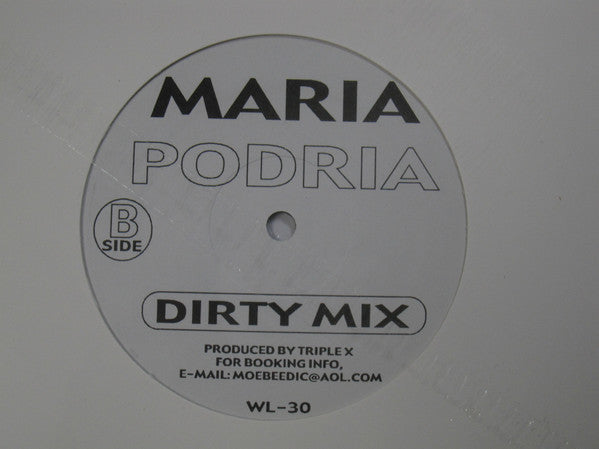 MARIA
PODRIA
B
SIDE
DIRTY MIX
PRODUCED BY TRIPLE X
FOR BOOKING INFO,
E-MAIL: MOEBEEDIC@AOL.COM
WL-30